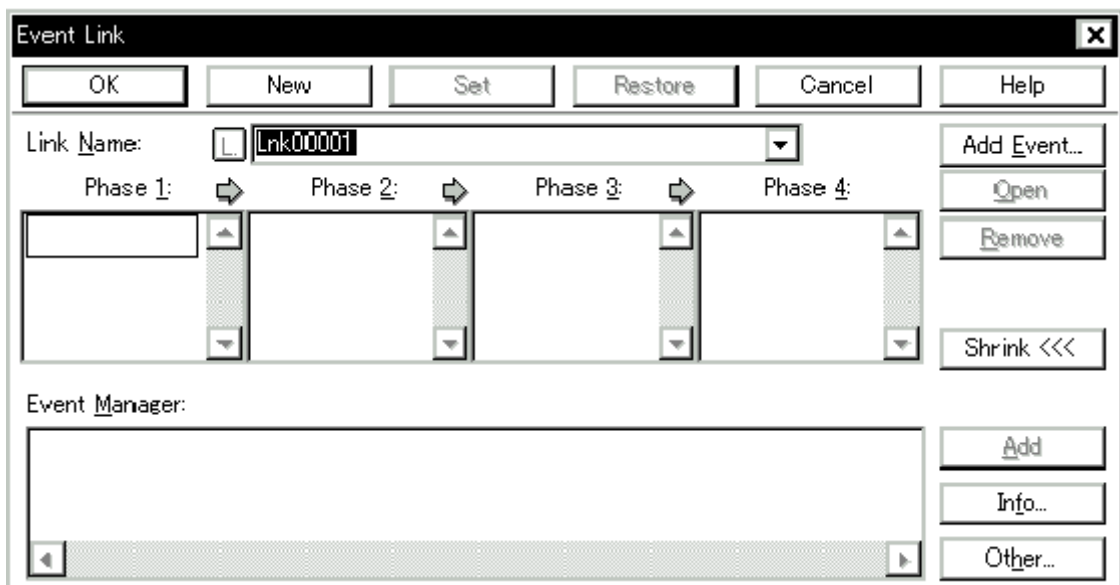 Event Link
OK New Set Restore Cancel Help
Link Name: L. Lnk00001 Add Event...
Phase 1: Phase 2: Phase 3: Phase 4: Open
Remove
Shrink <<<
Event Manager:
Add
Info...
Other...